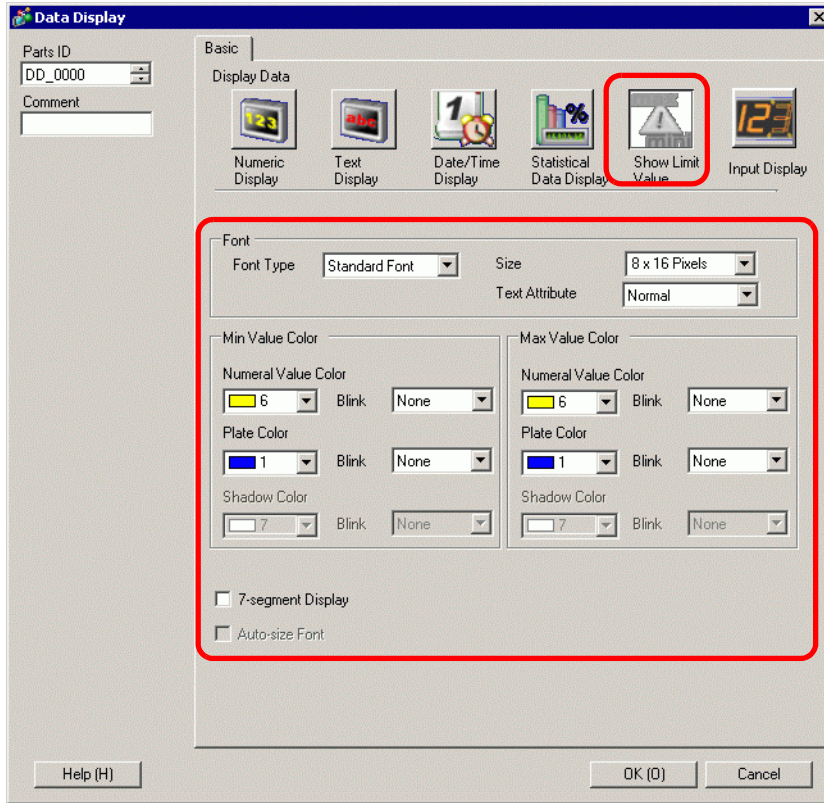 Data Display
Parts ID
DD_0000
Comment
Basic
Display Data
Numeric Display
Text Display
Date/Time Display
Statistical Data Display
Show Limit Value
Input Display
Font
Font Type Standard Font Size 8 x 16 Pixels
Text Attribute Normal
Min Value Color Max Value Color
Numeral Value Color Numeral Value Color
6 Blink None 6 Blink None
Plate Color Plate Color
1 Blink None 1 Blink None
Shadow Color Shadow Color
7 Blink None 7 Blink None
7-segment Display
Auto-size Font
Help (H) OK (O) Cancel